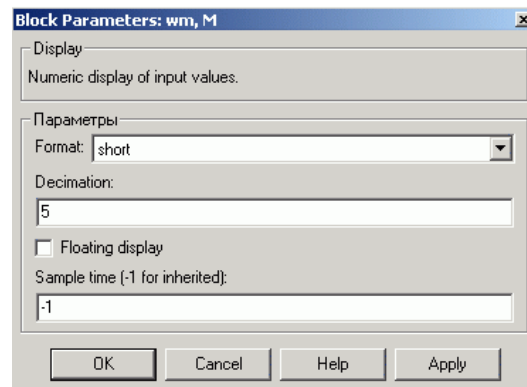 Block Parameters: wm, M
Display
Numeric display of input values.
Параметры
Format: short
Decimation:
5
Floating display
Sample time (-1 for inherited):
-1
OK Cancel Help Apply